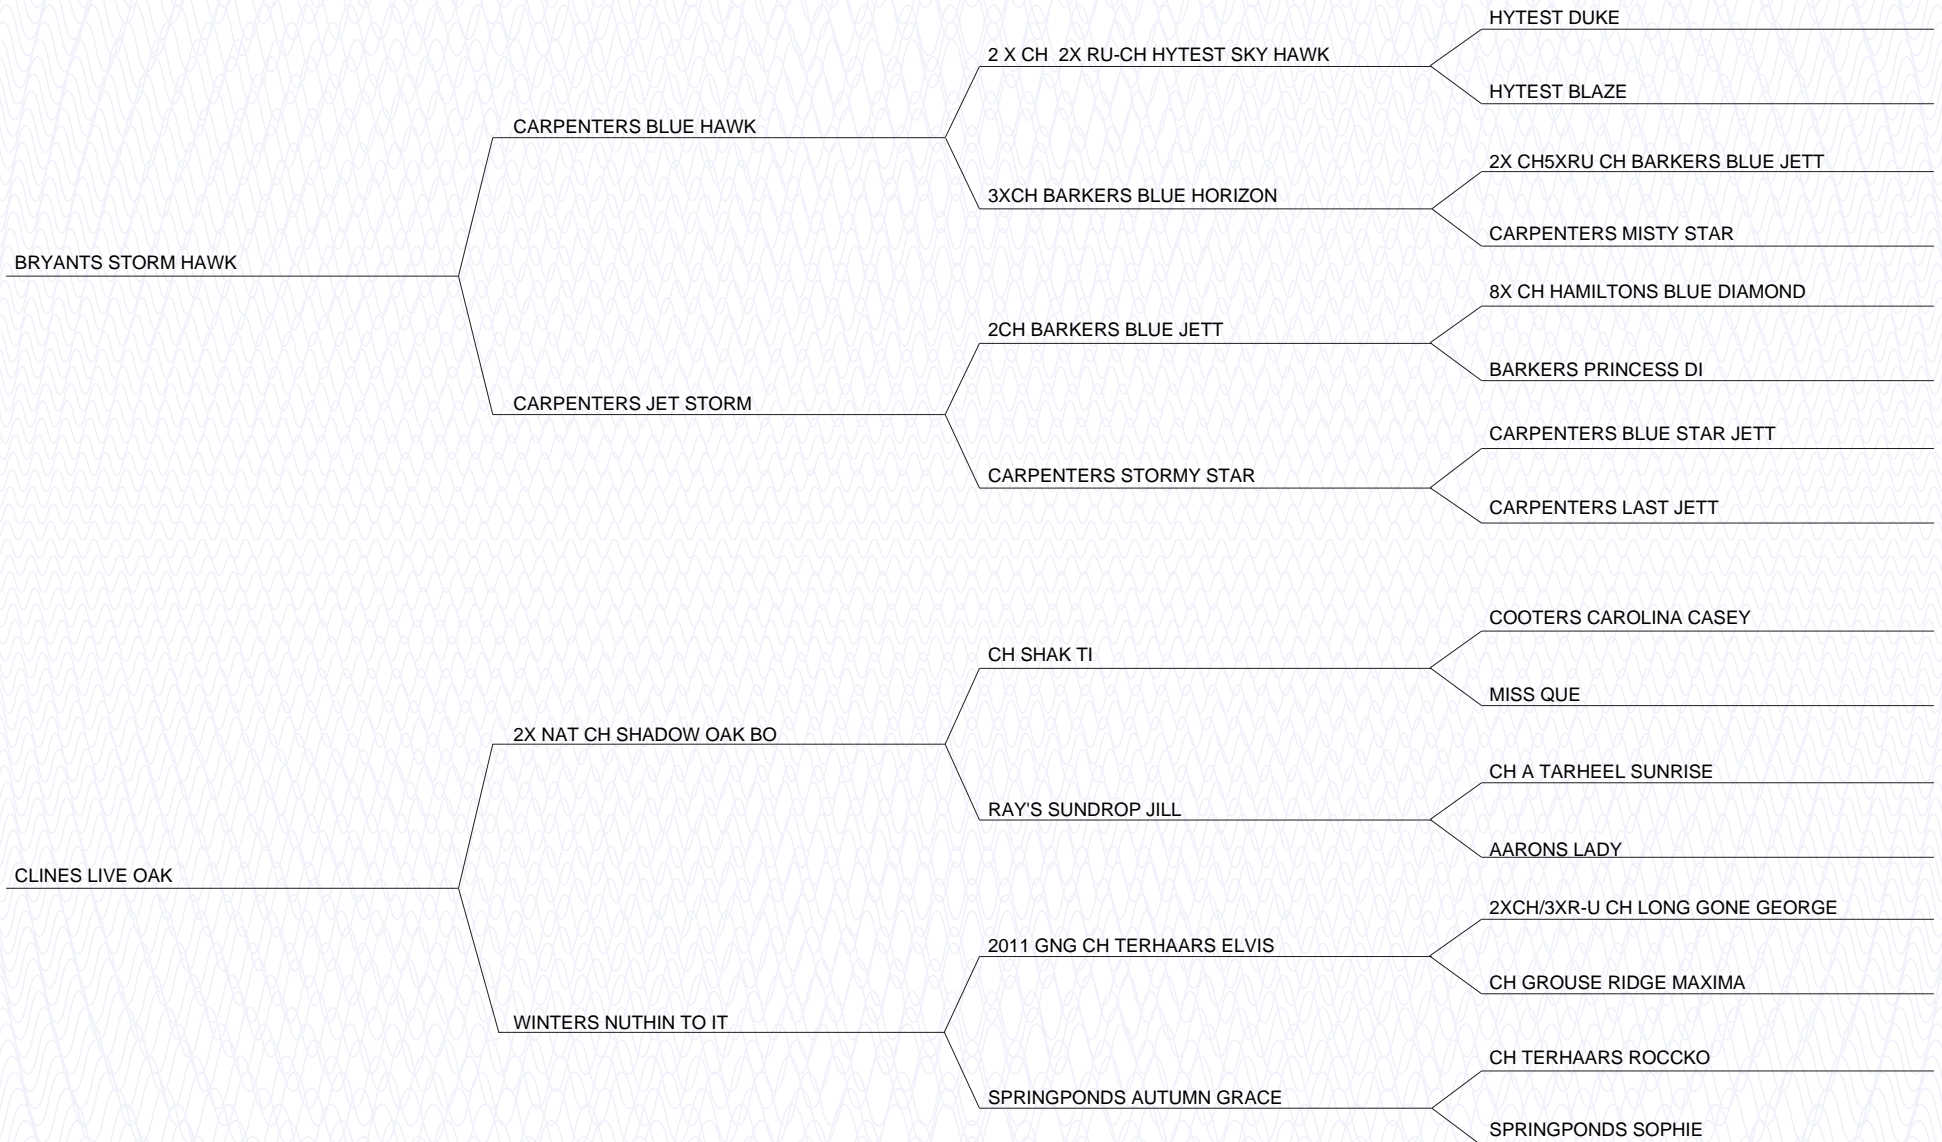 HYTEST DUKE
2 X CH  2X RU-CH HYTEST SKY HAWK
HYTEST BLAZE
CARPENTERS BLUE HAWK
2X CH5XRU CH BARKERS BLUE JETT
3XCH BARKERS BLUE HORIZON
CARPENTERS MISTY STAR
BRYANTS STORM HAWK
8X CH HAMILTONS BLUE DIAMOND
2CH BARKERS BLUE JETT
BARKERS PRINCESS DI
CARPENTERS JET STORM
CARPENTERS BLUE STAR JETT
CARPENTERS STORMY STAR
CARPENTERS LAST JETT
COOTERS CAROLINA CASEY
CH SHAK TI
MISS QUE
2X NAT CH SHADOW OAK BO
CH A TARHEEL SUNRISE
RAY'S SUNDROP JILL
AARONS LADY
CLINES LIVE OAK
2XCH/3XR-U CH LONG GONE GEORGE
2011 GNG CH TERHAARS ELVIS
CH GROUSE RIDGE MAXIMA
WINTERS NUTHIN TO IT
CH TERHAARS ROCCKO
SPRINGPONDS AUTUMN GRACE
SPRINGPONDS SOPHIE